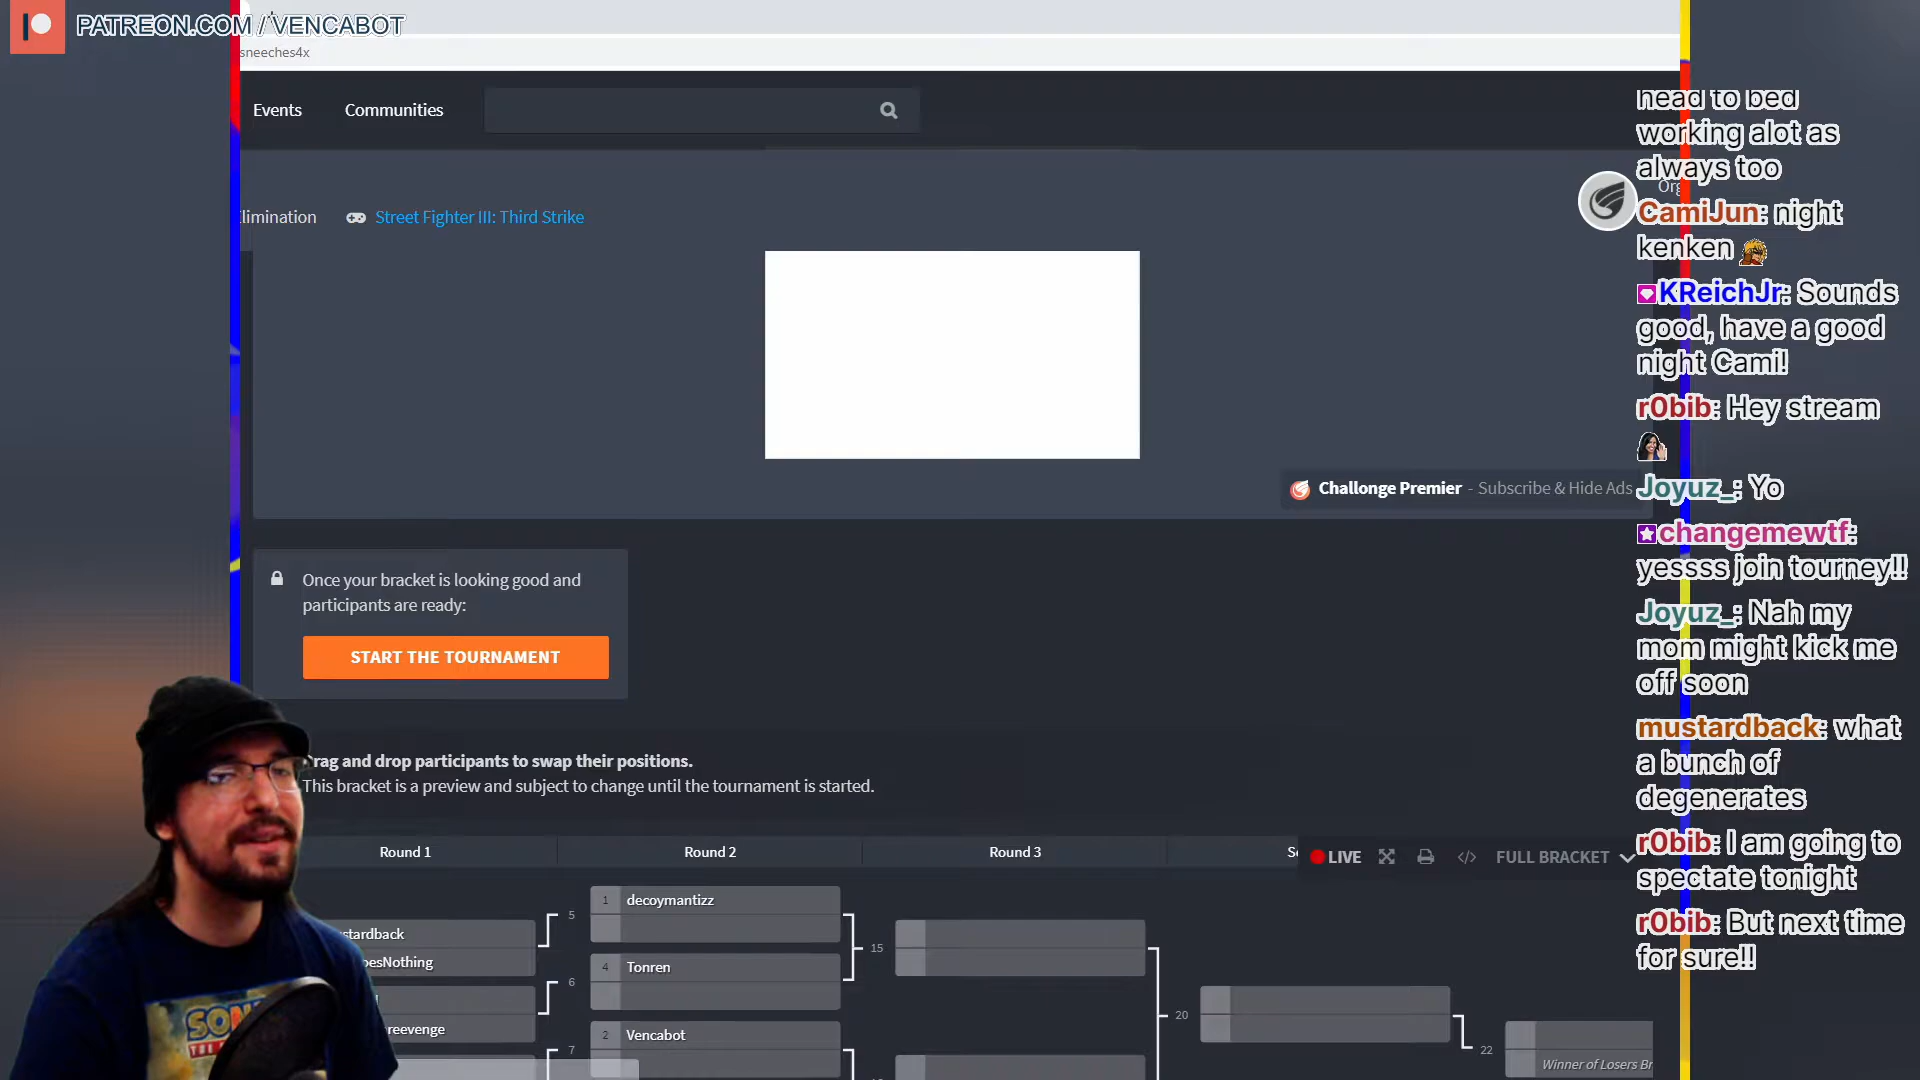 PATREON.COM/VENCABOT
sneeches4x
Events
Communities
limination
Street Fighter III: Third Strike
Org
Challonge Premier - Subscribe & Hide Ads
Once your bracket is looking good and
participants are ready:
START THE TOURNAMENT
rag and drop participants to swap their positions.
This bracket is a preview and subject to change until the tournament is started.
Round 1
Round 2
Round 3
Se
LIVE
FULL BRACKET
5
1 decoymantizz
stardback
oesNothing
15
4 Tonren
6
reevenge
20
2 Vencabot
7
22
Winner of Losers Br
head to bed
working alot as
always too
CamiJun: night
kenken
KReichJr: Sounds
good, have a good
night Cami!
r0bib: Hey stream
Joyuz_: Yo
changemewtf:
yessss join tourney!!
Joyuz_: Nah my
mom might kick me
off soon
mustardback: what
a bunch of
degenerates
r0bib: I am going to
spectate tonight
r0bib: But next time
for sure!!
SONIC